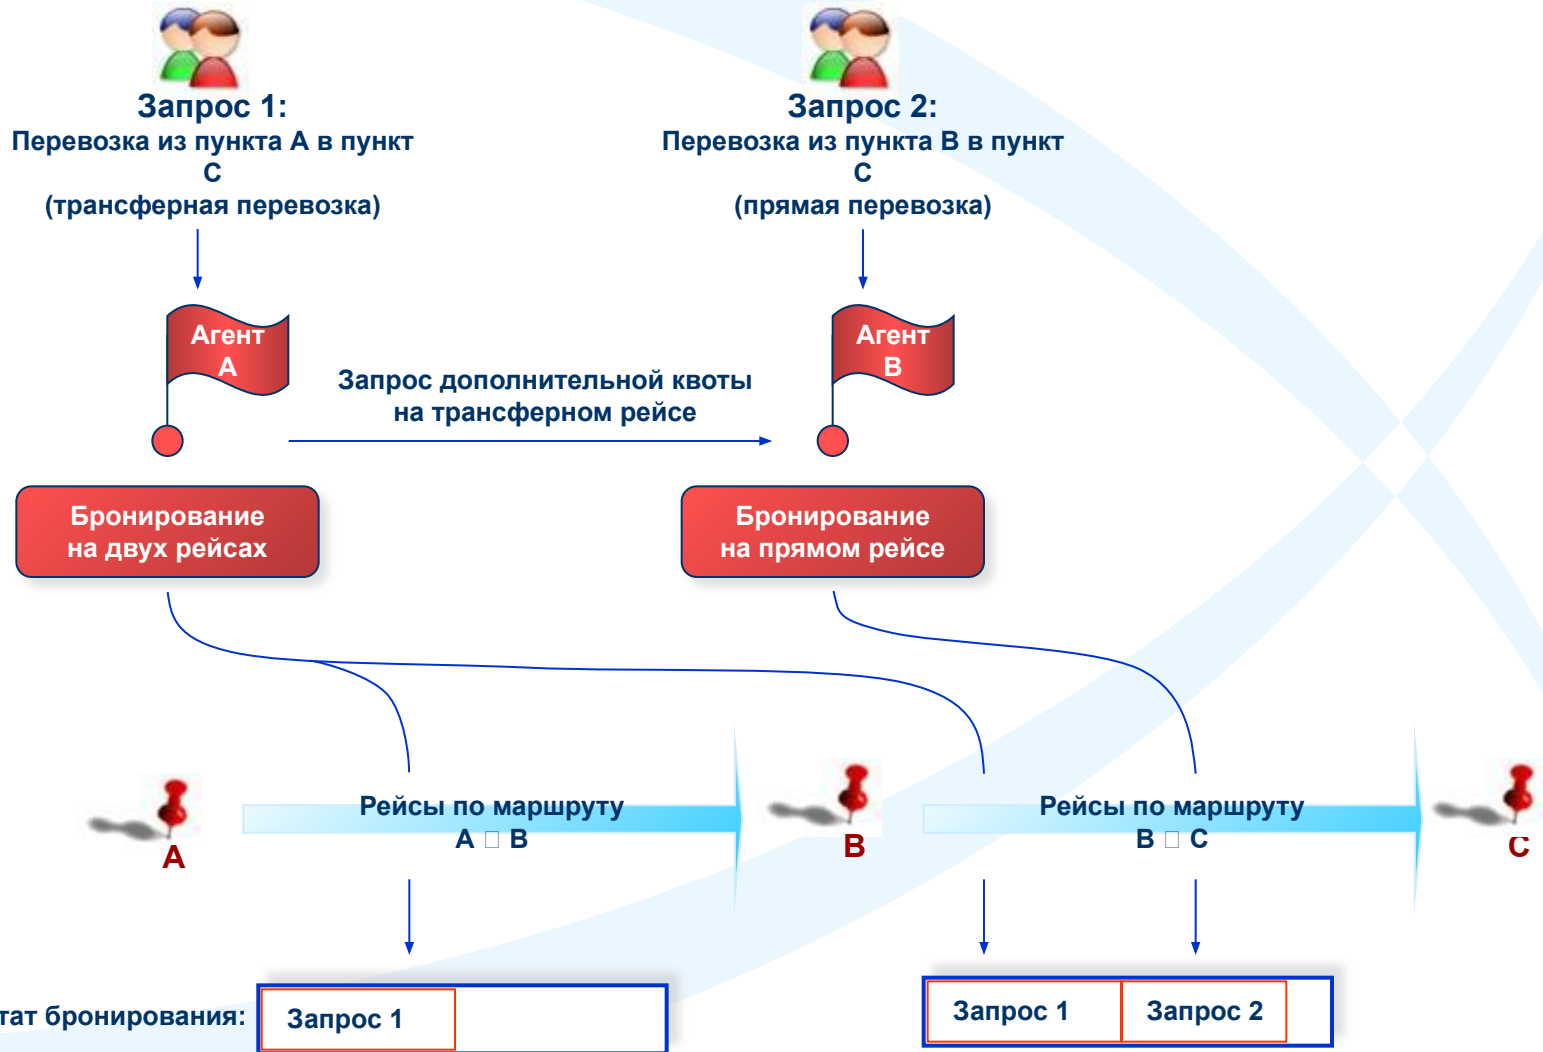 Запрос 1:
Перевозка из пункта А в пункт
С
(трансферная перевозка)
Запрос 2:
Перевозка из пункта В в пункт
С
(прямая перевозка)
Агент
А
Агент
В
Запрос дополнительной квоты
на трансферном рейсе
Бронирование
на двух рейсах
Бронирование
на прямом рейсе
Рейсы по маршруту
А □ В
Рейсы по маршруту
В □ С
А
В
С
тат бронирования:
Запрос 1
Запрос 1
Запрос 2